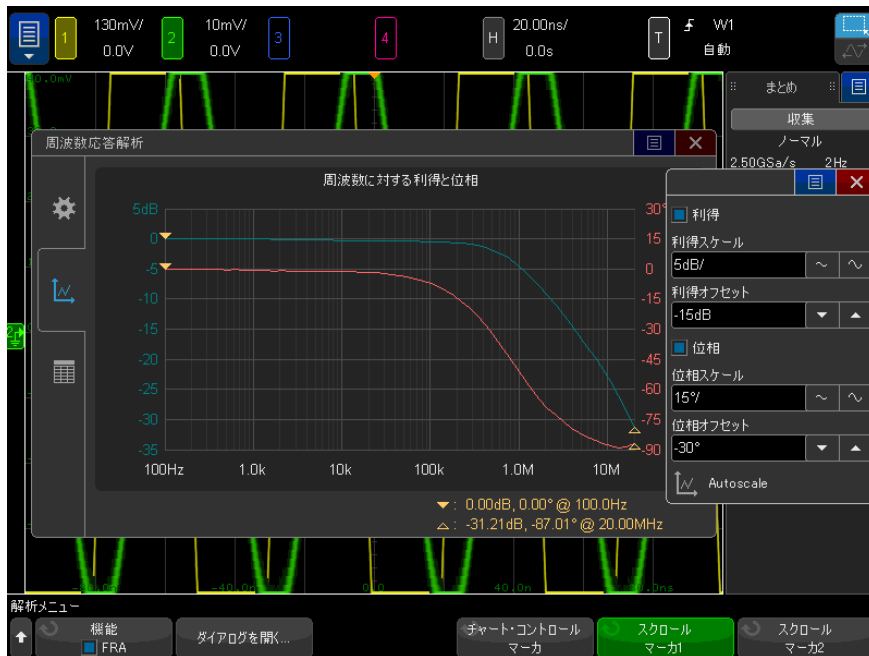 1 130mV/ 2 10mV/ 3 4 H 20.00ns/ T W1
0.0V 0.0V 0.0s 自動
まとめ
収集
ノーマル
2.50GSa/s 2Hz
周波数応答解析
周波数に対する利得と位相
5dB 30°
0 15
-5 0
-10 -15
-15 -30
-20 -45
-25 -60
-30 -75
-35 -90
100Hz 1.0k 10k 100k 1.0M 10M
▼: 0.00dB, 0.00° @ 100.0Hz
△: -31.21dB, -87.01° @ 20.00MHz
利得
利得スケール
5dB/
利得オフセット
-15dB
位相
位相スケール
15°/
位相オフセット
-30°
Autoscale
-40.0n 0.0 40.0n
解析メニュー
機能
FRA
ダイアログを開く...
チャート・コントロール
マーカ
スクロール
マーカ1
スクロール
マーカ2